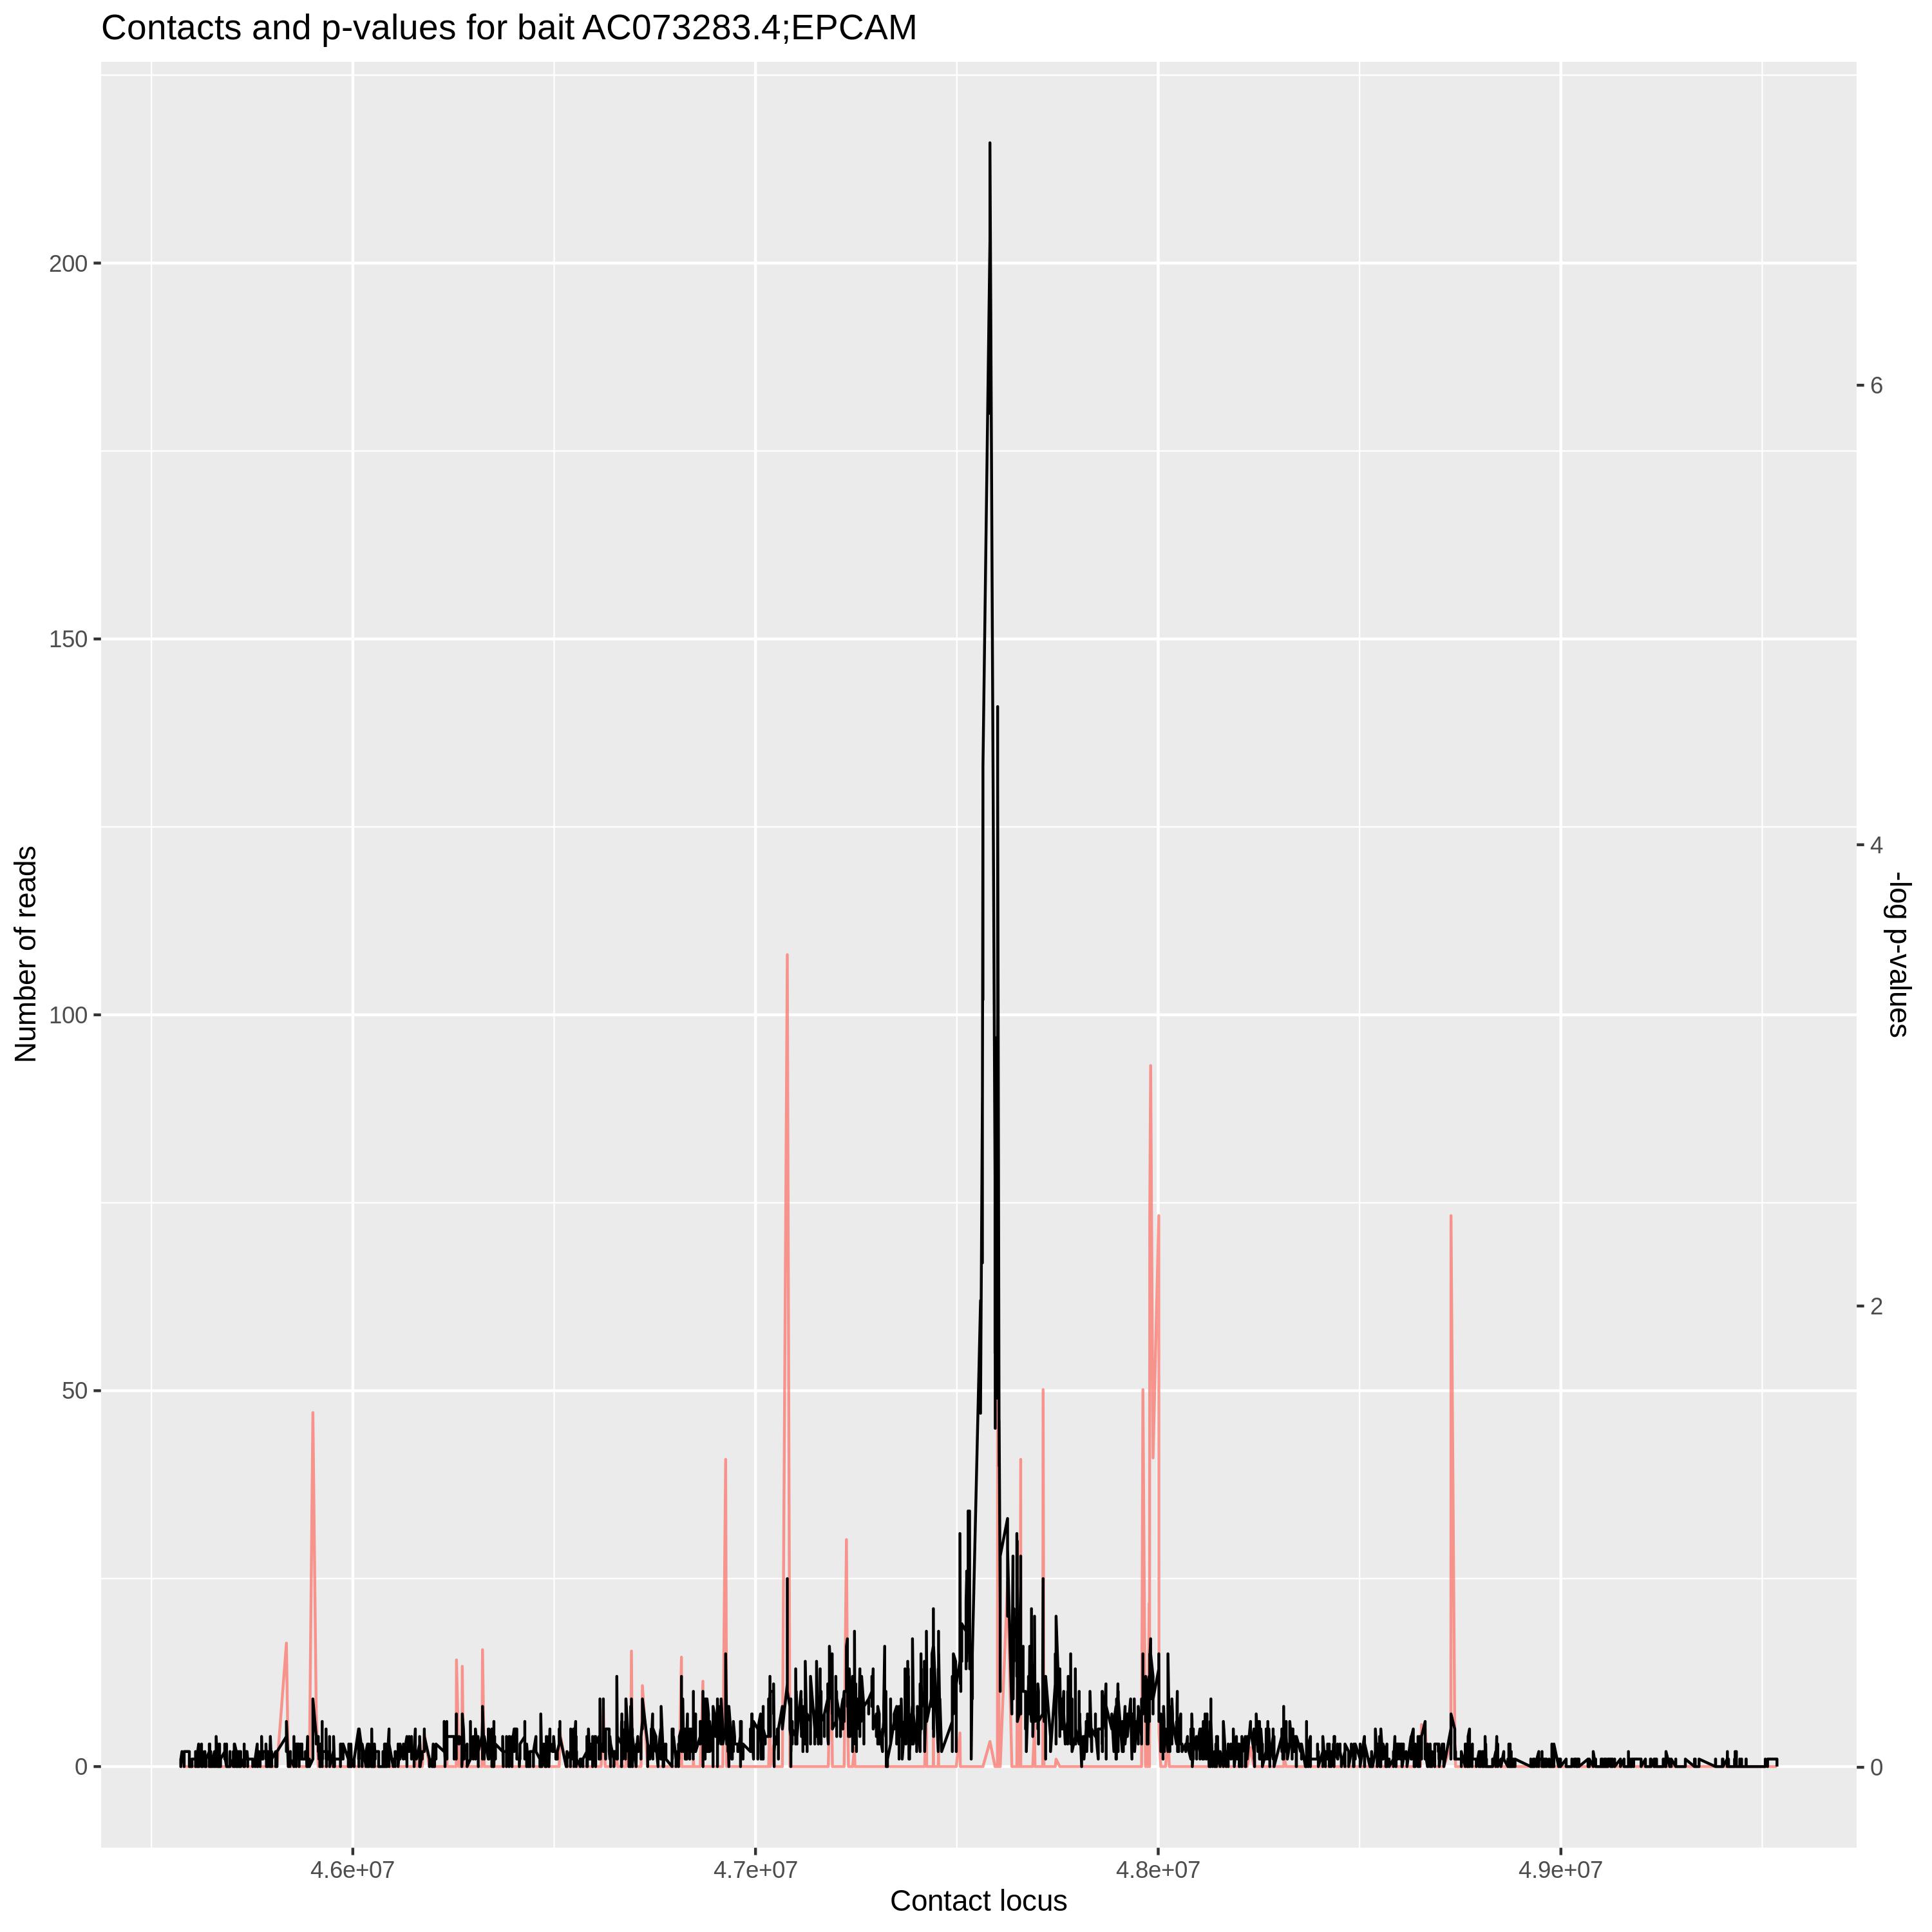 Contacts and p-values for bait AC073283.4;EPCAM
200
150
100
50
0
Number of reads
6
4
2
0
-log p-values
4.6e+07
4.7e+07
4.8e+07
4.9e+07
Contact locus